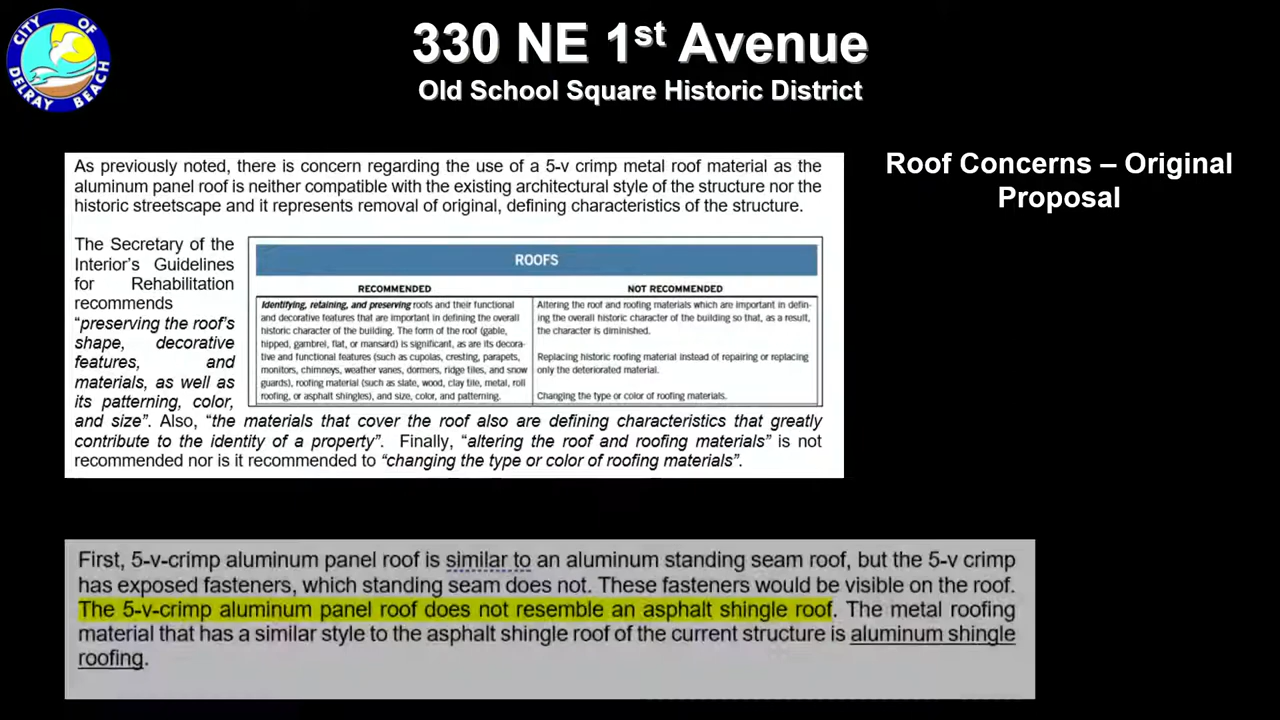 CITY OF
DELRAY BEACH
330 NE 1st Avenue
Old School Square Historic District
Roof Concerns – Original
Proposal
As previously noted, there is concern regarding the use of a 5-v crimp metal roof material as the
aluminum panel roof is neither compatible with the existing architectural style of the structure nor the
historic streetscape and it represents removal of original, defining characteristics of the structure.
The Secretary of the
Interior’s Guidelines
for Rehabilitation
recommends
“preserving the roof’s
shape, decorative
features, and
materials, as well as
its patterning, color,
and size”. Also, “the materials that cover the roof also are defining characteristics that greatly
contribute to the identity of a property”. Finally, “altering the roof and roofing materials” is not
recommended nor is it recommended to “changing the type or color of roofing materials”.
ROOFS
RECOMMENDED
Identifying, retaining, and preserving roofs and their functional
and decorative features that are important in defining the overall
historic character of the building. The form of the roof (gable,
hipped, gambrel, flat, or mansard) is significant, as are its decora-
tive and functional features (such as cupolas, cresting, parapets,
monitors, chimneys, weather vanes, dormers, ridge tiles, and snow
guards), roofing material (such as slate, wood, clay tile, metal, roll
roofing, or asphalt shingles), and size, color, and patterning.
NOT RECOMMENDED
Altering the roof and roofing materials which are important in defin-
ing the overall historic character of the building so that, as a result,
the character is diminished.
Replacing historic roofing material instead of repairing or replacing
only the deteriorated material.
Changing the type or color of roofing materials.
First, 5-v-crimp aluminum panel roof is similar to an aluminum standing seam roof, but the 5-v crimp
has exposed fasteners, which standing seam does not. These fasteners would be visible on the roof.
The 5-v-crimp aluminum panel roof does not resemble an asphalt shingle roof. The metal roofing
material that has a similar style to the asphalt shingle roof of the current structure is aluminum shingle
roofing.